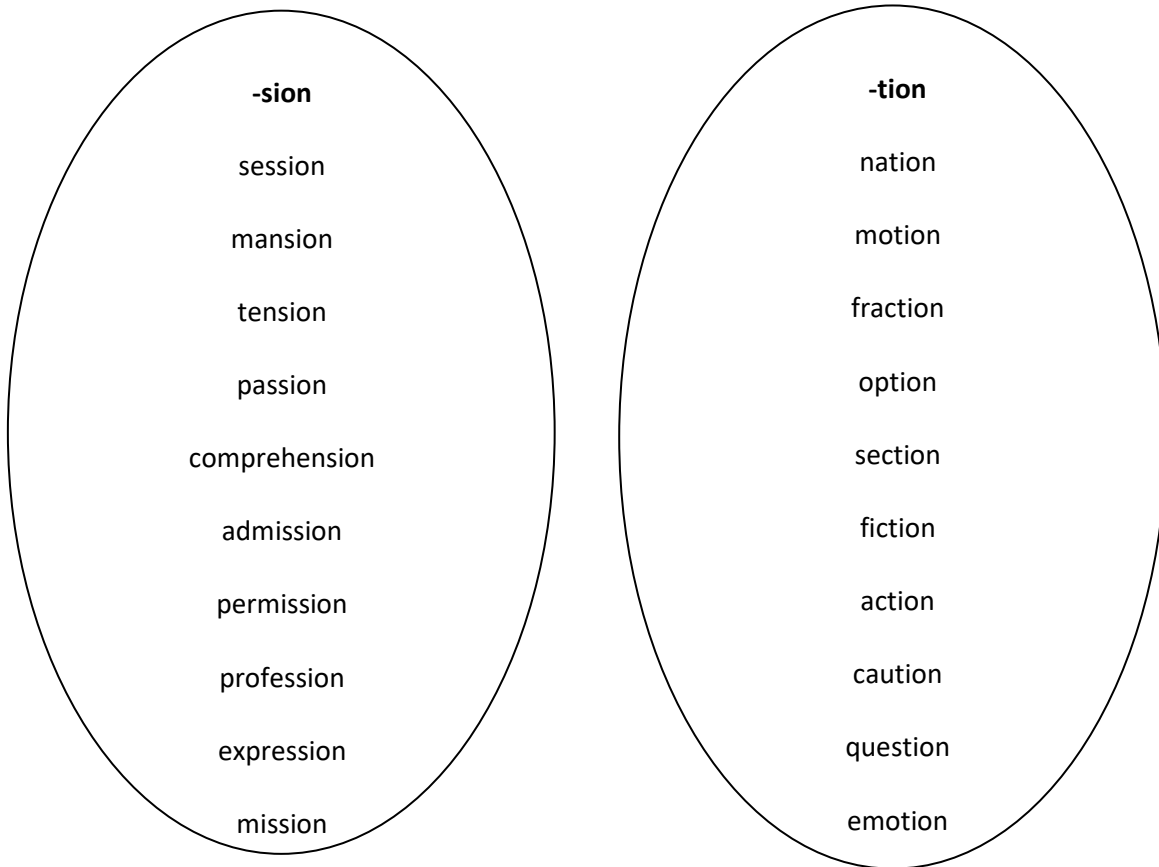 -sion
session
mansion
tension
passion
comprehension
admission
permission
profession
expression
mission
-tion
nation
motion
fraction
option
section
fiction
action
caution
question
emotion